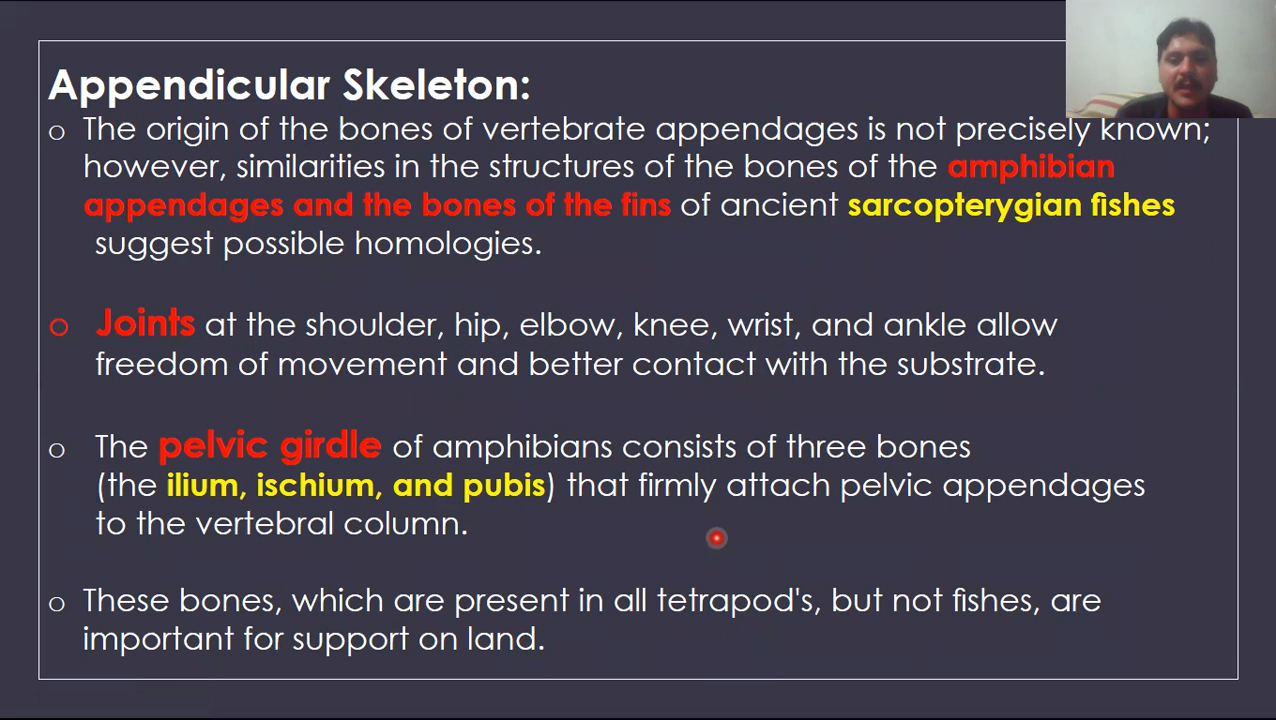 Appendicular Skeleton:
o The origin of the bones of vertebrate appendages is not precisely known;
however, similarities in the structures of the bones of the amphibian
appendages and the bones of the fins of ancient sarcopterygian fishes
suggest possible homologies.
o Joints at the shoulder, hip, elbow, knee, wrist, and ankle allow
freedom of movement and better contact with the substrate.
o The pelvic girdle of amphibians consists of three bones
(the ilium, ischium, and pubis) that firmly attach pelvic appendages
to the vertebral column.
o These bones, which are present in all tetrapod's, but not fishes, are
important for support on land.